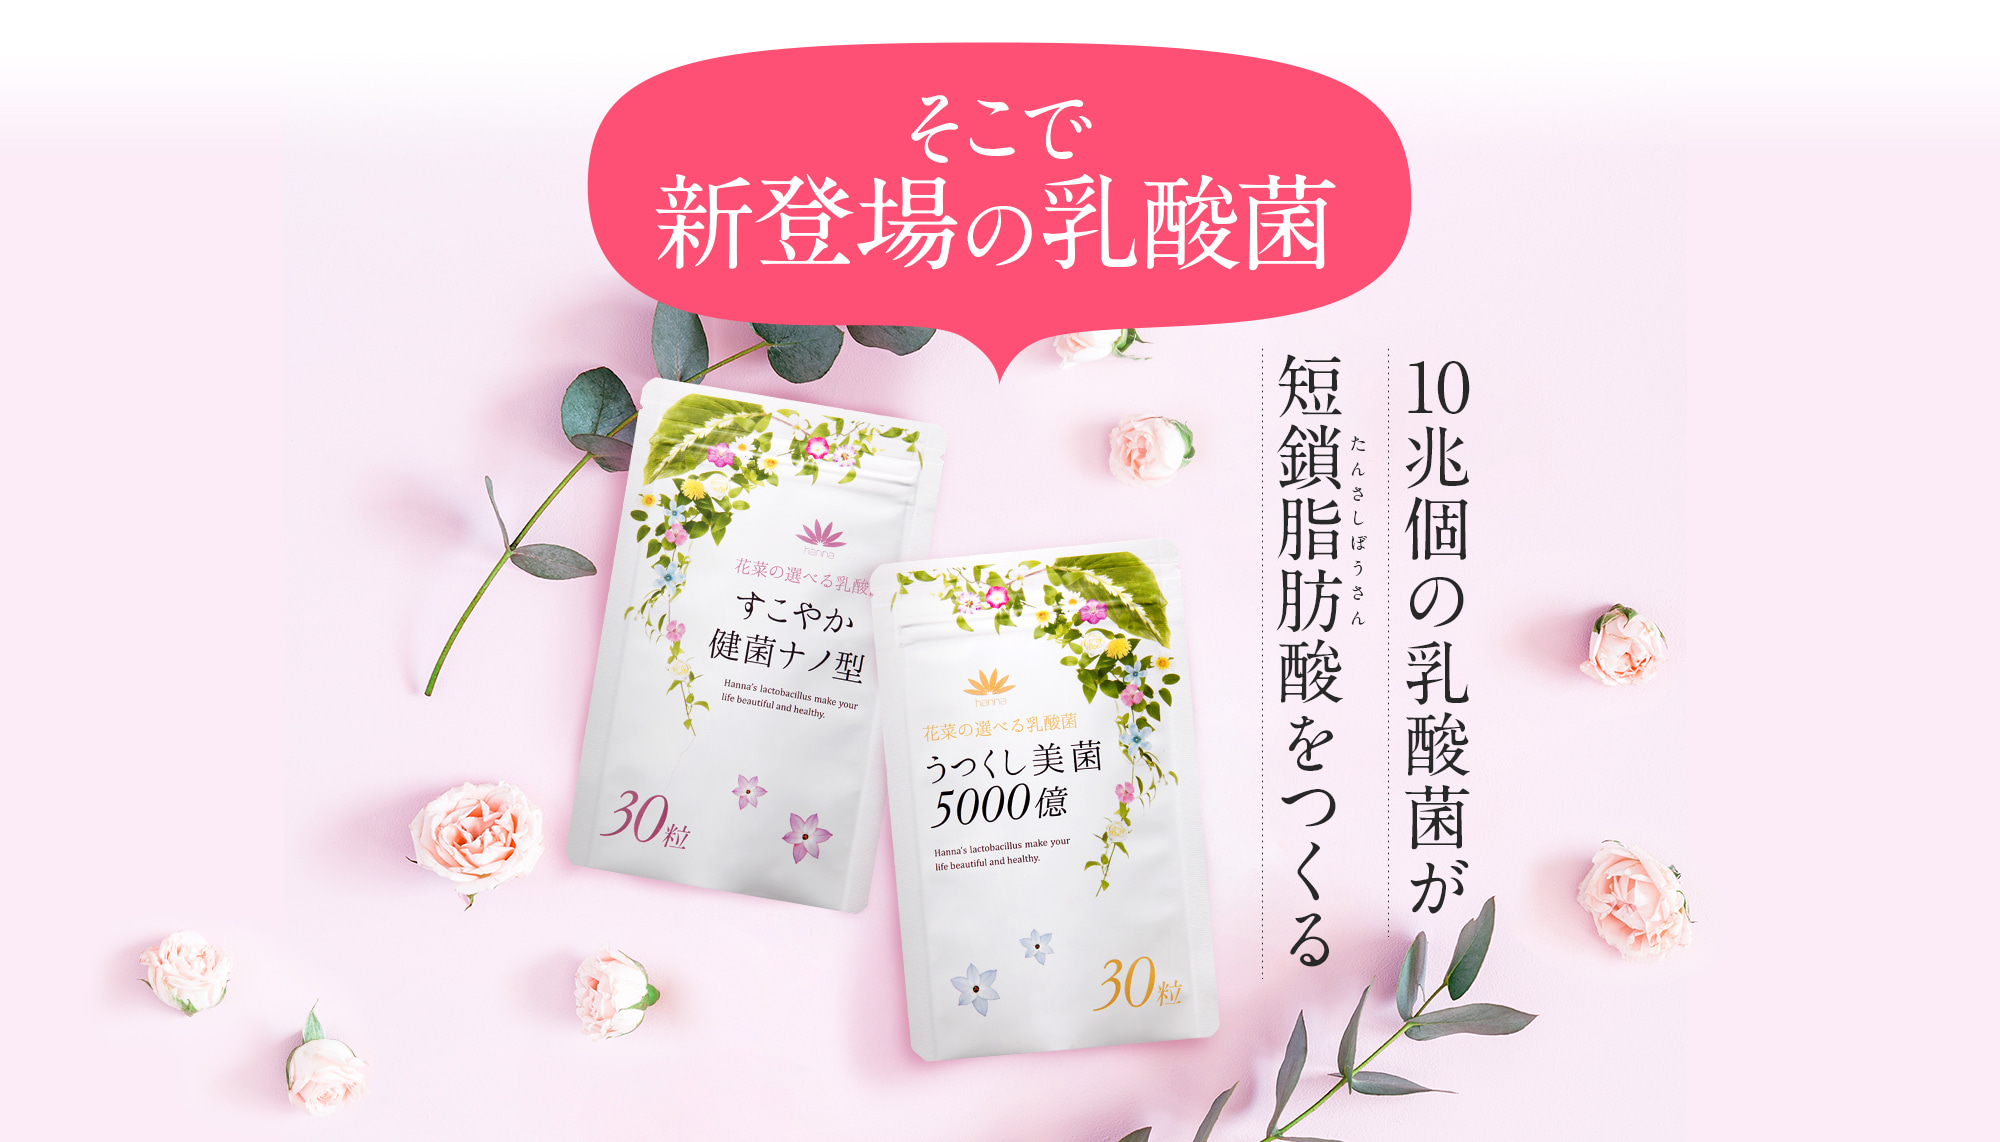 そこで
新登場の乳酸菌
10兆個の乳酸菌が
短鎖脂肪酸をつくる
たんさしぼうさん
hanna
花菜の選べる乳酸
すこやか
健菌ナノ型
Hanna's lactobacillus make your
life beautiful and healthy.
30粒
hanna
花菜の選べる乳酸菌
うつくし美菌
5000億
Hanna's lactobacillus make your
life beautiful and healthy.
30粒